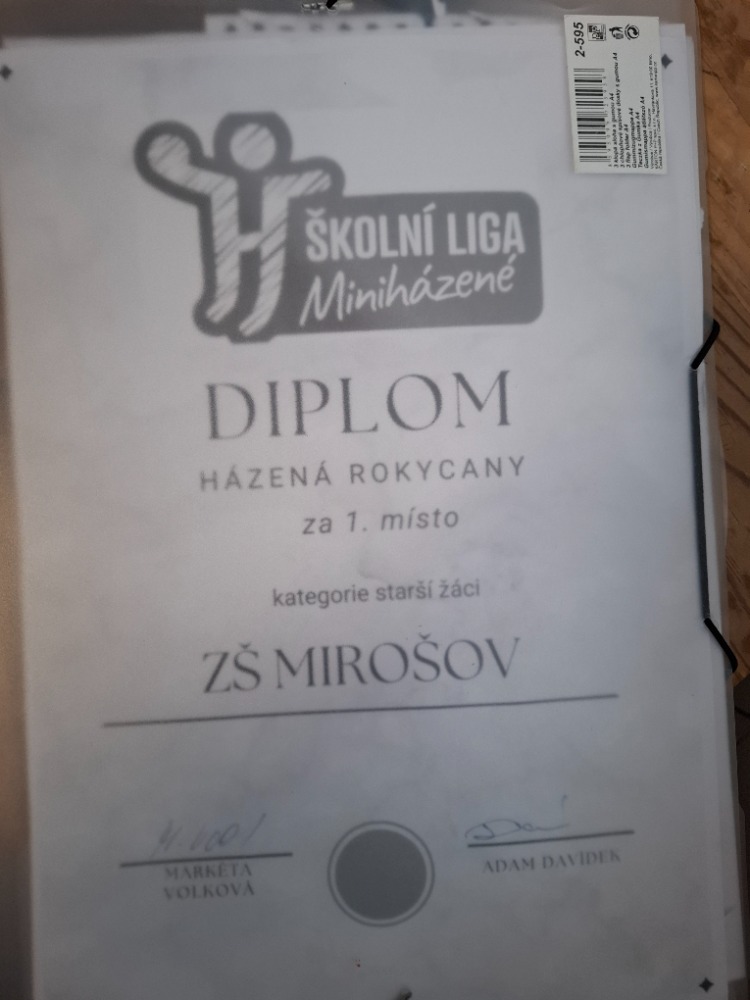 2-595
ŠKOLNÍ LIGA
Miniházené
DIPLOM
HÁZENÁ ROKYCANY
za 1. místo
kategorie starší žáci
ZŠ MIROŠOV
MARKÉTA
VOLKOVÁ
ADAM DAVÍDEK